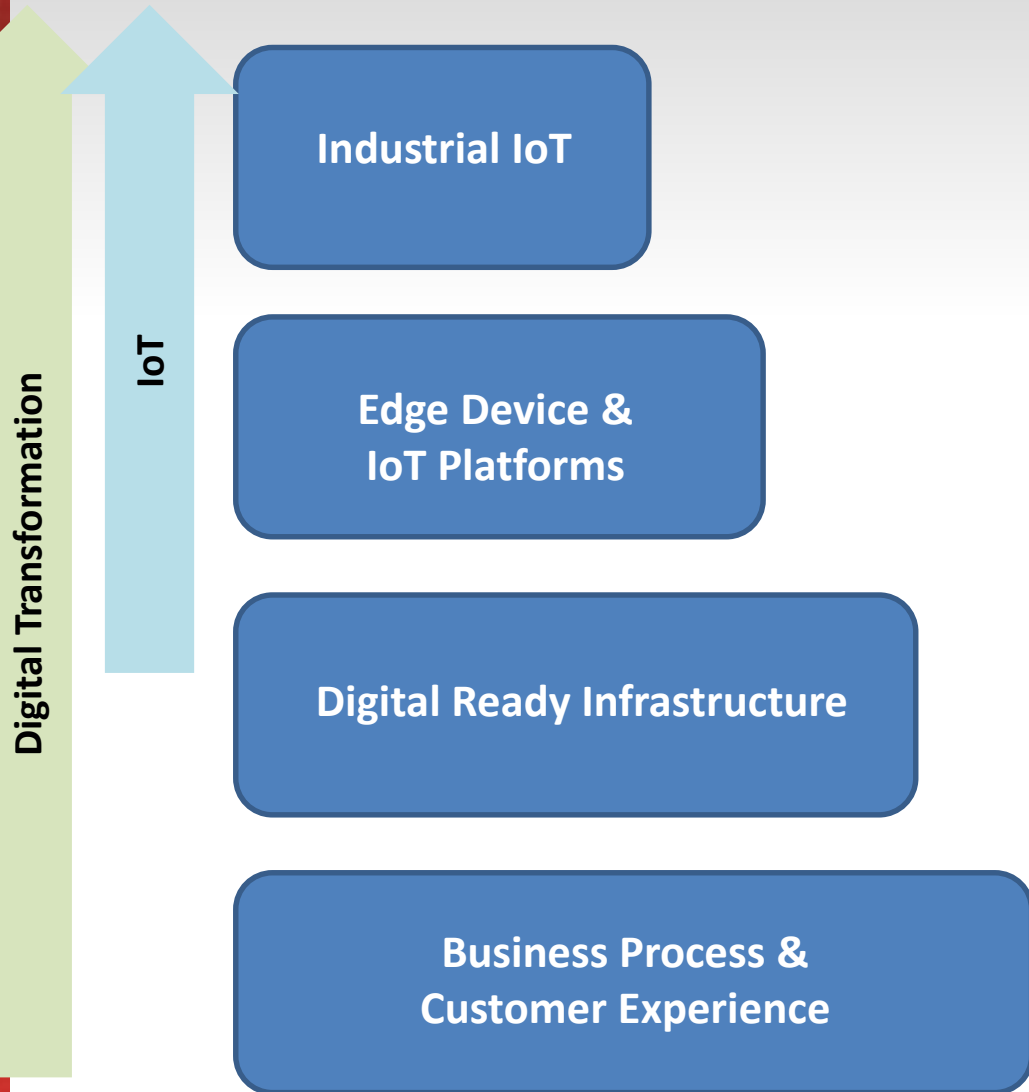 Industrial IoT
IoT
Edge Device &
IoT Platforms
Digital Transformation
Digital Ready Infrastructure
Business Process &
Customer Experience